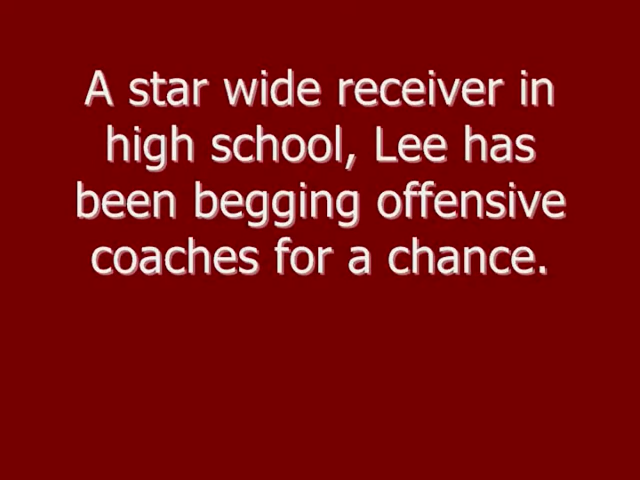 A star wide receiver in
high school, Lee has
been begging offensive
coaches for a chance.